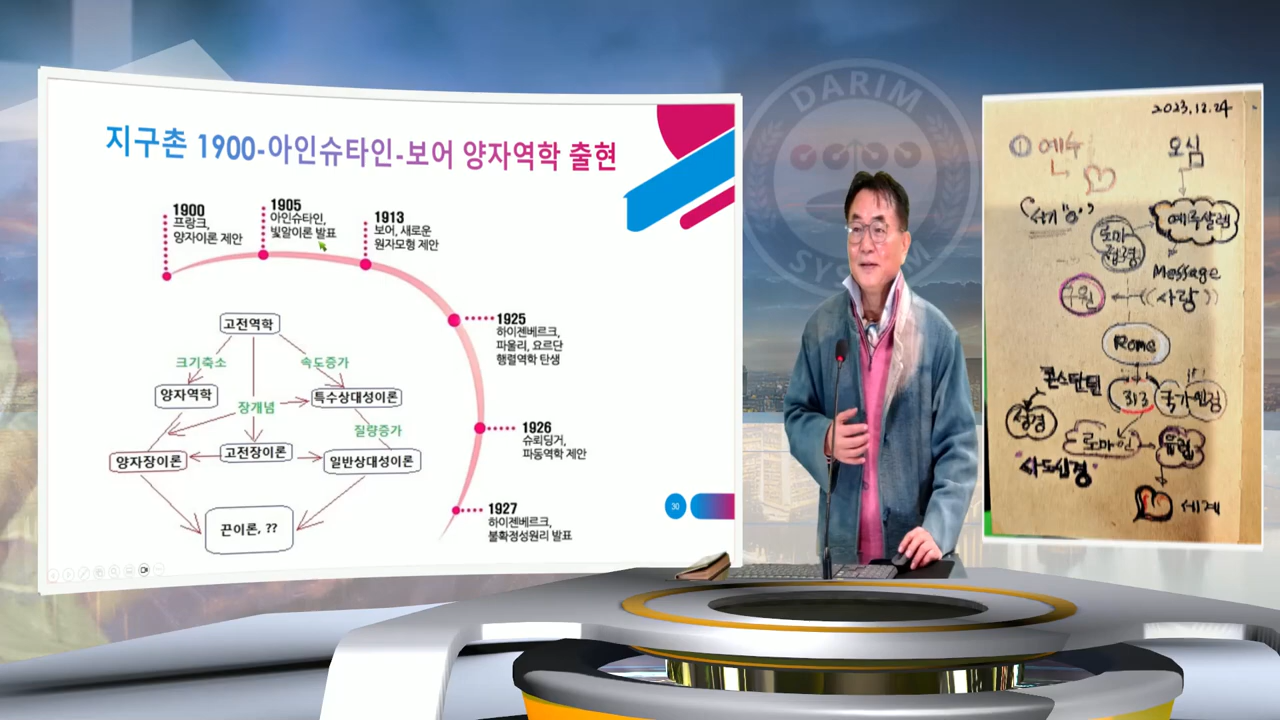 지구촌 1900-아인슈타인-보어 양자역학 출현
1900
프랑크,
양자이론 제안
1905
아인슈타인,
빛알이론 발표
1913
보어, 새로운
원자모형 제안
1925
하이젠베르크,
파울리, 요르단
행렬역학 탄생
1926
슈뢰딩거,
파동역학 제안
1927
하이젠베르크,
불확정성원리 발표
고전역학
크기축소
속도증가
양자역학
특수상대성이론
장개념
질량증가
양자장이론
고전장이론
일반상대성이론
끈이론, ??
30
DARIM
SYSTEM
2023.12.24
① 예수
오심
예루살렘
로마
점령
Message
구원
사랑
Rome
콘스탄틴
313
국가인정
성경
로마인
유럽
사도신경
세계